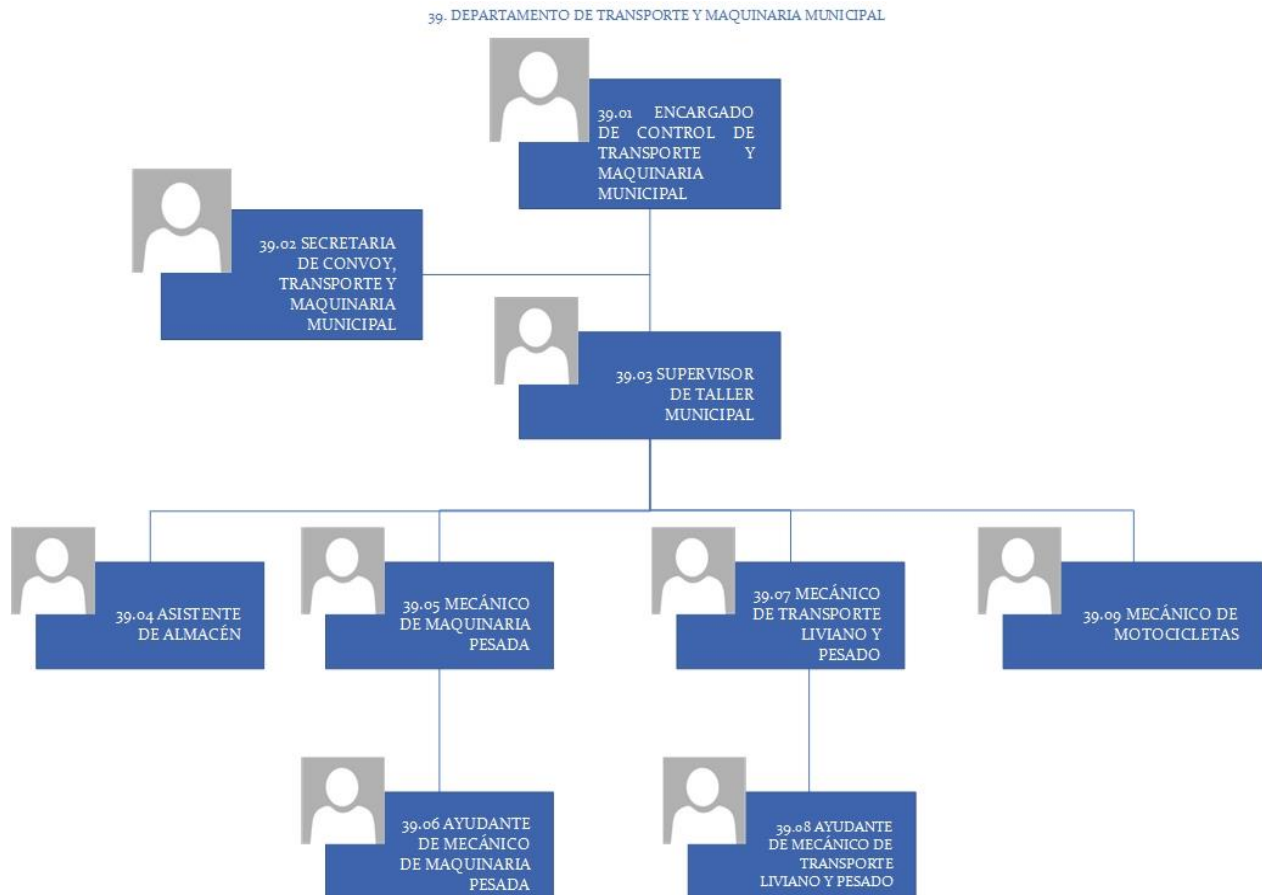 39. DEPARTAMENTO DE TRANSPORTE Y MAQUINARIA MUNICIPAL
39.01 ENCARGADO
DE CONTROL DE
TRANSPORTE Y
MAQUINARIA
MUNICIPAL
39.02 SECRETARIA
DE CONVOY,
TRANSPORTE Y
MAQUINARIA
MUNICIPAL
39.03 SUPERVISOR
DE TALLER
MUNICIPAL
39.04 ASISTENTE
DE ALMACÉN
39.05 MECÁNICO
DE MAQUINARIA
PESADA
39.07 MECÁNICO
DE TRANSPORTE
LIVIANO Y
PESADO
39.09 MECÁNICO DE
MOTOCICLETAS
39.06 AYUDANTE
DE MECÁNICO
DE MAQUINARIA
PESADA
39.08 AYUDANTE
DE MECÁNICO DE
TRANSPORTE
LIVIANO Y PESADO